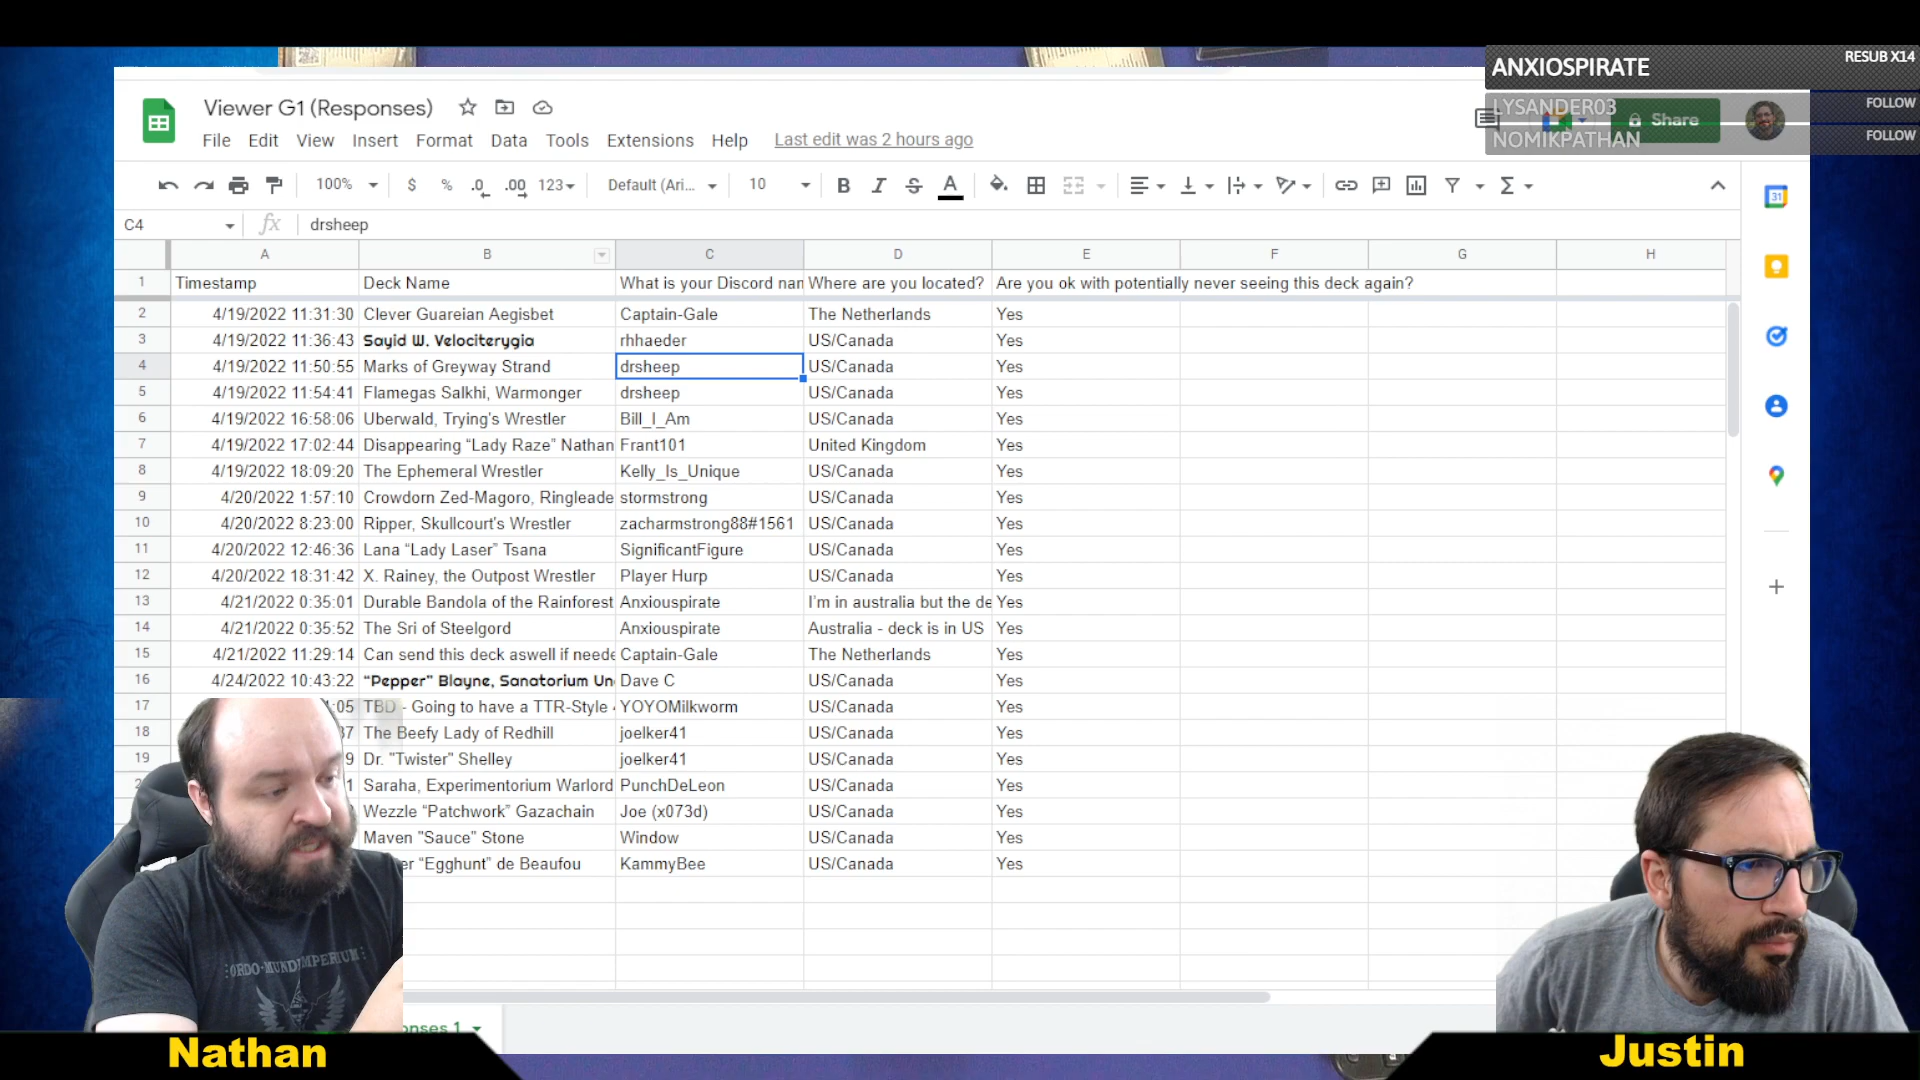 ANXIOSPIRATE RESUB X14
LYSANDER03 FOLLOW
NOMIKPATHAN FOLLOW
Viewer G1 (Responses)
Share
File Edit View Insert Format Data Tools Extensions Help Last edit was 2 hours ago
100% $ % .0 .00 123 Default (Ari... 10 B I S A
C4 fx drsheep
A B C D E F G H
1 Timestamp Deck Name What is your Discord nam Where are you located? Are you ok with potentially never seeing this deck again?
2 4/19/2022 11:31:30 Clever Guareian Aegisbet Captain-Gale The Netherlands Yes
3 4/19/2022 11:36:43 Sayid W. Velociterygia rhhaeder US/Canada Yes
4 4/19/2022 11:50:55 Marks of Greyway Strand drsheep US/Canada Yes
5 4/19/2022 11:54:41 Flamegas Salkhi, Warmonger drsheep US/Canada Yes
6 4/19/2022 16:58:06 Uberwald, Trying's Wrestler Bill_I_Am US/Canada Yes
7 4/19/2022 17:02:44 Disappearing “Lady Raze” Nathan Frant101 United Kingdom Yes
8 4/19/2022 18:09:20 The Ephemeral Wrestler Kelly_Is_Unique US/Canada Yes
9 4/20/2022 1:57:10 Crowdorn Zed-Magoro, Ringleade stormstrong US/Canada Yes
10 4/20/2022 8:23:00 Ripper, Skullcourt's Wrestler zacharmstrong88#1561 US/Canada Yes
11 4/20/2022 12:46:36 Lana “Lady Laser” Tsana SignificantFigure US/Canada Yes
12 4/20/2022 18:31:42 X. Rainey, the Outpost Wrestler Player Hurp US/Canada Yes
13 4/21/2022 0:35:01 Durable Bandola of the Rainforest Anxiouspirate I'm in australia but the de Yes
14 4/21/2022 0:35:52 The Sri of Steelgord Anxiouspirate Australia - deck is in US Yes
15 4/21/2022 11:29:14 Can send this deck aswell if neede Captain-Gale The Netherlands Yes
16 4/24/2022 10:43:22 “Pepper” Blayne, Sanatorium Un Dave C US/Canada Yes
17 :05 TBD - Going to have a TTR-Style YOYOMilkworm US/Canada Yes
18 37 The Beefy Lady of Redhill joelker41 US/Canada Yes
19 9 Dr. "Twister" Shelley joelker41 US/Canada Yes
1 Saraha, Experimentorium Warlord PunchDeLeon US/Canada Yes
Wezzle “Patchwork” Gazachain Joe (x073d) US/Canada Yes
Maven "Sauce" Stone Window US/Canada Yes
er “Egghunt” de Beaufou KammyBee US/Canada Yes
:ORDO-MUNDI IMPERIUM:
onses 1
31
Nathan
Justin